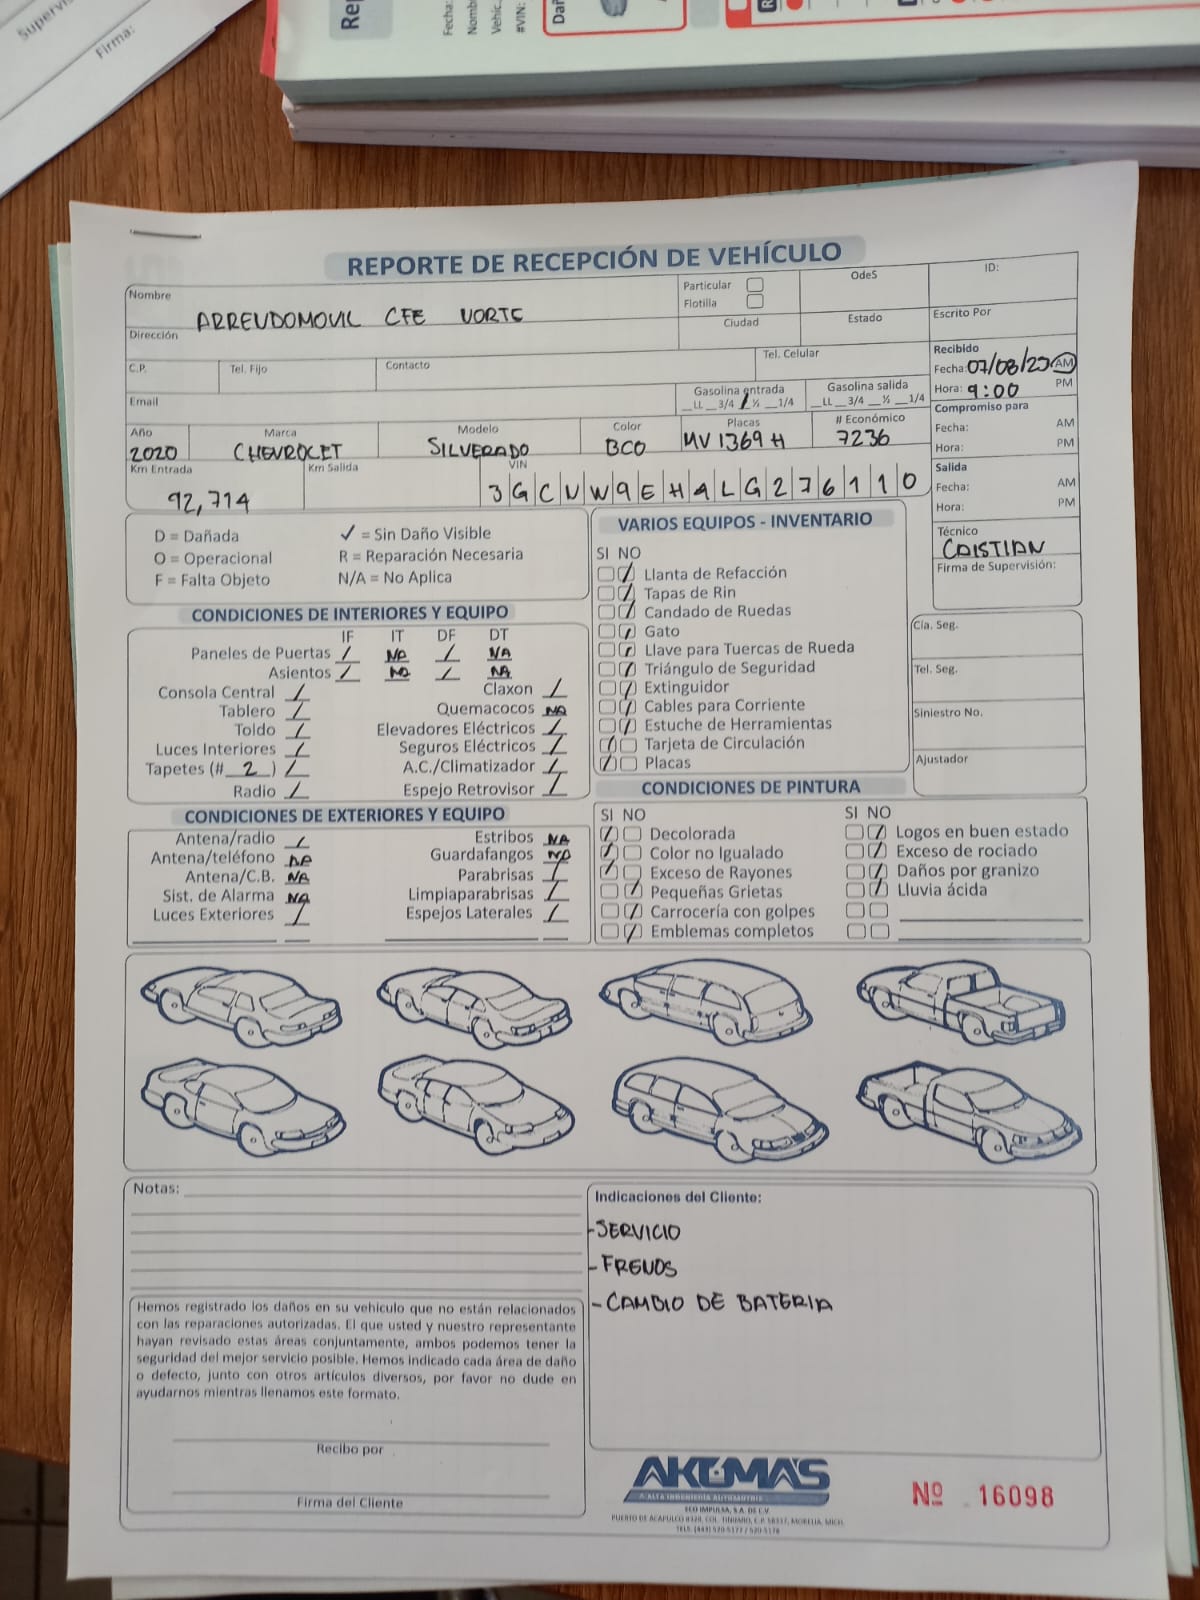 Supervis
Firma:
Rep
Fecha:
Nomb
Vehíc.
#VIN:
Dañ
REPORTE DE RECEPCIÓN DE VEHÍCULO
Nombre ARRENDOMOVIL CFE NORTE
Particular
Flotilla
OdeS
ID:
Dirección
Ciudad
Estado
Escrito Por
C.P.
Tel. Fijo
Contacto
Tel. Celular
Recibido
Fecha: 07/08/25 AM
Hora: 9:00 PM
Email
Gasolina entrada
__LL __3/4 __½ __1/4
Gasolina salida
__LL __3/4 __½ __1/4
Compromiso para
Fecha: AM
Hora: PM
Año 2020
Marca CHEVROLET
Modelo SILVERADO
Color BCO
Placas MV1369H
# Económico 7236
Km Entrada 92,714
Km Salida
VIN 3GCNW9EH4LG276110
Salida
Fecha: AM
Hora: PM
Técnico
CRISTIAN
Firma de Supervisión:
D = Dañada ✓ = Sin Daño Visible
O = Operacional R = Reparación Necesaria
F = Falta Objeto N/A = No Aplica
CONDICIONES DE INTERIORES Y EQUIPO
IF IT DF DT
Paneles de Puertas / NA / NA
Asientos / NA / NA
Consola Central / Claxon /
Tablero / Quemacocos NA
Toldo / Elevadores Eléctricos /
Luces Interiores / Seguros Eléctricos /
Tapetes (# 2 ) / A.C./Climatizador /
Radio / Espejo Retrovisor /
CONDICIONES DE EXTERIORES Y EQUIPO
Antena/radio / Estribos NA
Antena/teléfono NA Guardafangos NA
Antena/C.B. NA Parabrisas /
Sist. de Alarma NA Limpiaparabrisas /
Luces Exteriores / Espejos Laterales /
VARIOS EQUIPOS - INVENTARIO
SI NO
Llanta de Refacción
Tapas de Rin
Candado de Ruedas
Gato
Llave para Tuercas de Rueda
Triángulo de Seguridad
Extinguidor
Cables para Corriente
Estuche de Herramientas
Tarjeta de Circulación
Placas
Cía. Seg.
Tel. Seg.
Siniestro No.
Ajustador
CONDICIONES DE PINTURA
SI NO SI NO
Decolorada Logos en buen estado
Color no Igualado Exceso de rociado
Exceso de Rayones Daños por granizo
Pequeñas Grietas Lluvia ácida
Carrocería con golpes
Emblemas completos
Notas:
Indicaciones del Cliente:
-SERVICIO
-FRENOS
-CAMBIO DE BATERIA
Hemos registrado los daños en su vehiculo que no están relacionados
con las reparaciones autorizadas. El que usted y nuestro representante
hayan revisado estas áreas conjuntamente, ambos podemos tener la
seguridad del mejor servicio posible. Hemos indicado cada área de daño
o defecto, junto con otros artículos diversos, por favor no dude en
ayudarnos mientras llenamos este formato.
Recibo por
Firma del Cliente
AKEMA'S
ALTA INGENIERÍA AUTOMOTRIZ
ECO IMPULSA, S.A. DE C.V.
PUERTO DE ACAPULCO #320, COL. TINIJARO, C.P. 58337, MORELIA, MICH.
TELS. (443) 520-5177 / 520-5178
Nº 16098